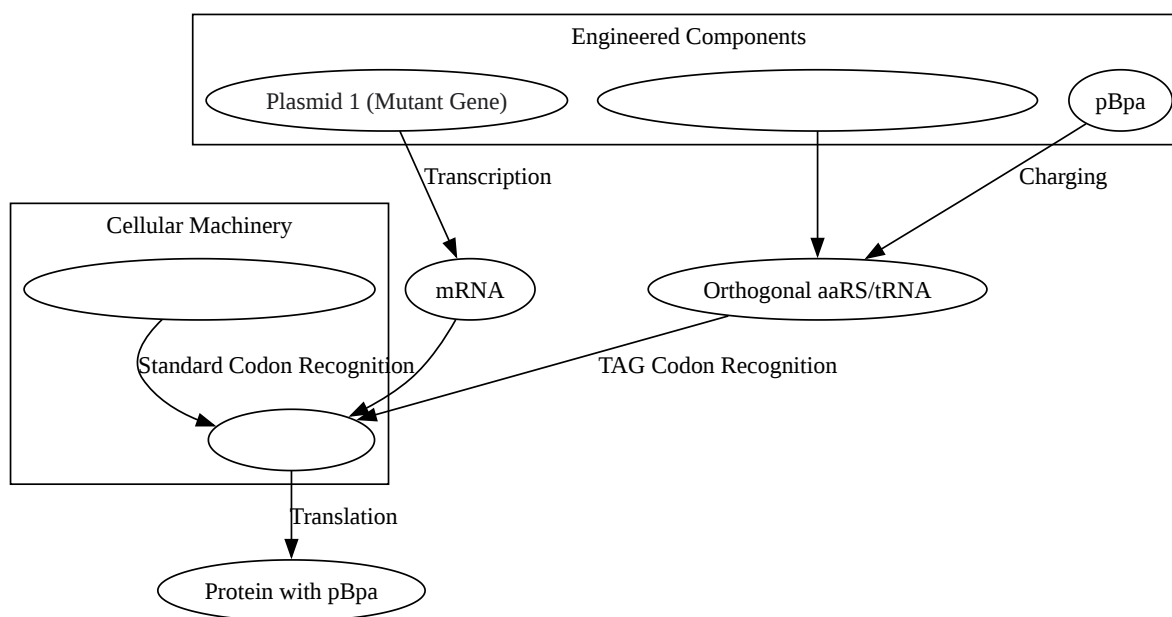 Engineered Components
Plasmid 1 (Mutant Gene)
pBpa
Transcription
Charging
Cellular Machinery
mRNA
Orthogonal aaRS/tRNA
Standard Codon Recognition
TAG Codon Recognition
Translation
Protein with pBpa